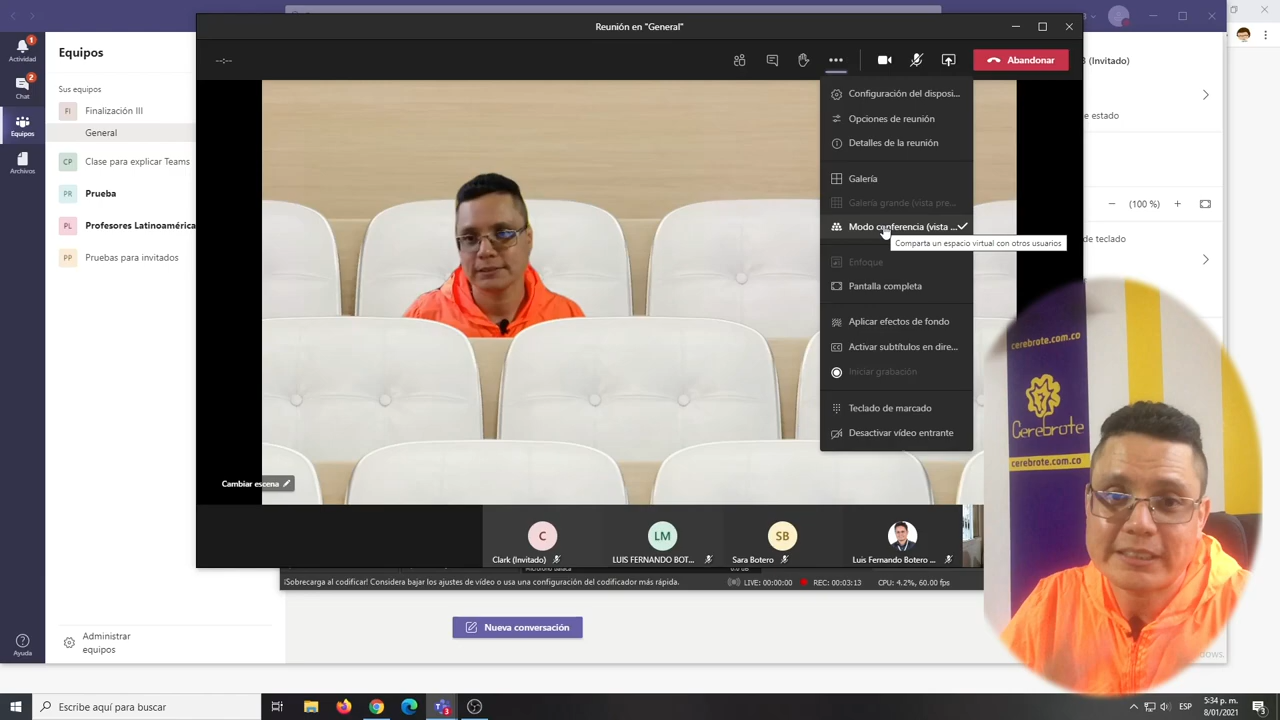 Reunión en "General"
Actividad
Chat
Equipos
Archivos
Ayuda
Equipos
Sus equipos
FI Finalización III
General
CP Clase para explicar Teams
PR Prueba
PL Profesores Latinoamérica
PP Pruebas para invitados
Administrar
equipos
--:--
Abandonar
Configuración del disposi...
Opciones de reunión
Detalles de la reunión
Galería
Galería grande (vista pre...
Modo conferencia (vista ...
Comparta un espacio virtual con otros usuarios
Enfoque
Pantalla completa
Aplicar efectos de fondo
Activar subtítulos en dire...
Iniciar grabación
Teclado de marcado
Desactivar vídeo entrante
Cambiar escena
C
Clark (Invitado)
LM
LUIS FERNANDO BOT...
SB
Sara Botero
Luis Fernando Botero ...
¡Sobrecarga al codificar! Considera bajar los ajustes de vídeo o usa una configuración del codificador más rápida.
LIVE: 00:00:00
REC: 00:03:13
CPU: 4.2%, 60.00 fps
Nueva conversación
(Invitado)
e estado
(100 %)
de teclado
cerebrote.com.co
Cerebrote
cerebrote.com.co
dows.
Escribe aquí para buscar
ESP
5:34 p. m.
8/01/2021